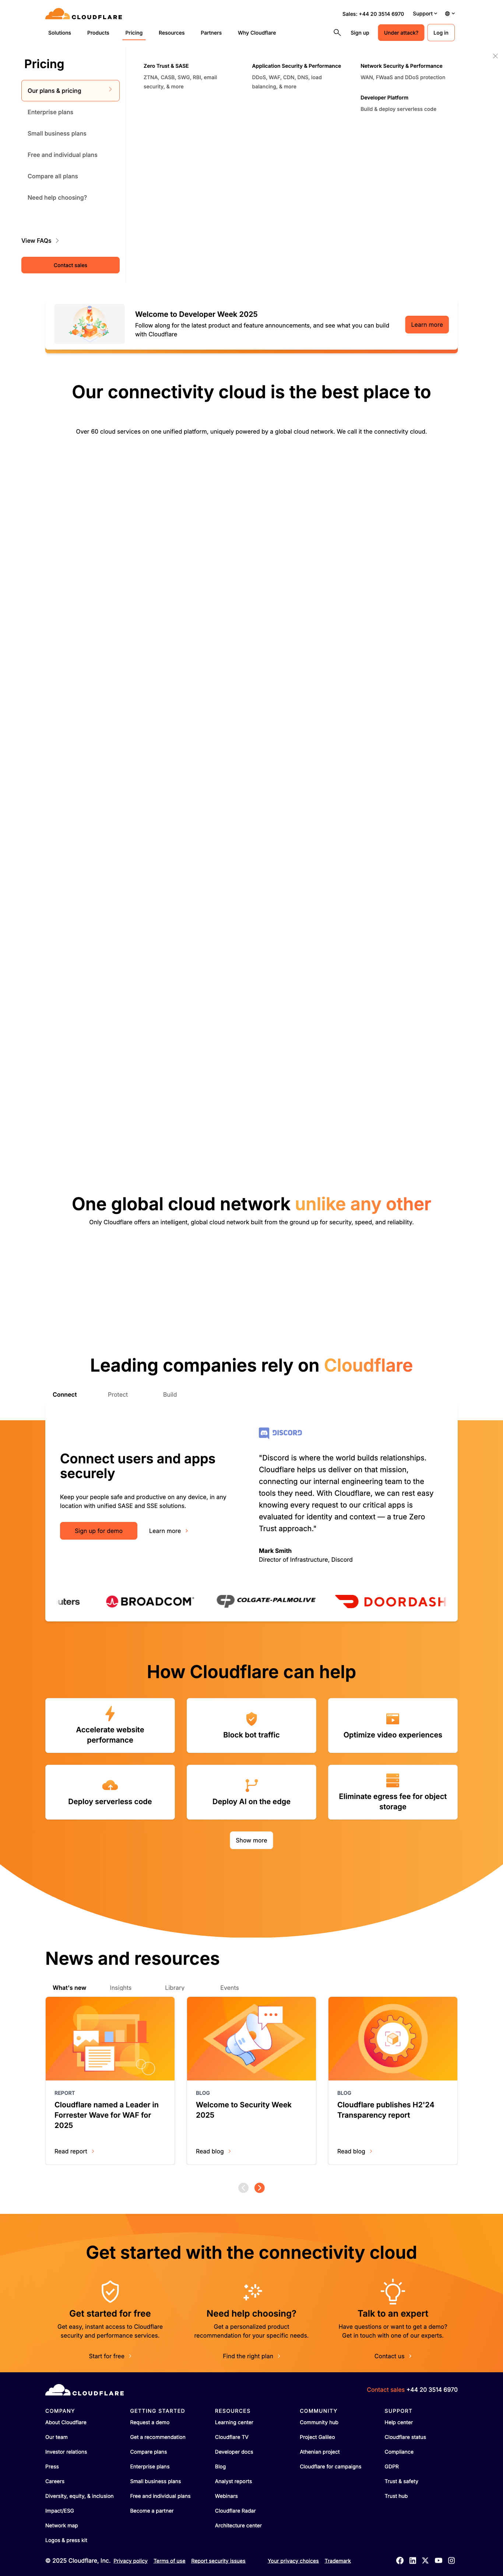 Sales: +44 20 3514 6970
Support
CLOUDFLARE
Solutions
Products
Pricing
Resources
Partners
Why Cloudflare
Sign up
Under attack?
Log in
Pricing
Our plans & pricing
Enterprise plans
Small business plans
Free and individual plans
Compare all plans
Need help choosing?
View FAQs
Contact sales
Zero Trust & SASE
ZTNA, CASB, SWG, RBI, email
security, & more
Application Security & Performance
DDoS, WAF, CDN, DNS, load
balancing, & more
Network Security & Performance
WAN, FWaaS and DDoS protection
Developer Platform
Build & deploy serverless code
Welcome to Developer Week 2025
Follow along for the latest product and feature announcements, and see what you can build
with Cloudflare
Learn more
Our connectivity cloud is the best place to
Over 60 cloud services on one unified platform, uniquely powered by a global cloud network. We call it the connectivity cloud.
One global cloud network unlike any other
Only Cloudflare offers an intelligent, global cloud network built from the ground up for security, speed, and reliability.
Leading companies rely on Cloudflare
Connect
Protect
Build
Connect users and apps
securely
Keep your people safe and productive on any device, in any
location with unified SASE and SSE solutions.
Sign up for demo
Learn more
DISCORD
"Discord is where the world builds relationships.
Cloudflare helps us deliver on that mission,
connecting our internal engineering team to the
tools they need. With Cloudflare, we can rest easy
knowing every request to our critical apps is
evaluated for identity and context — a true Zero
Trust approach."
Mark Smith
Director of Infrastructure, Discord
uters
BROADCOM
COLGATE-PALMOLIVE
DOORDASH
How Cloudflare can help
Accelerate website
performance
Block bot traffic
Optimize video experiences
Deploy serverless code
Deploy AI on the edge
Eliminate egress fee for object
storage
Show more
News and resources
What's new
Insights
Library
Events
REPORT
Cloudflare named a Leader in
Forrester Wave for WAF for
2025
Read report
BLOG
Welcome to Security Week
2025
Read blog
BLOG
Cloudflare publishes H2'24
Transparency report
Read blog
Get started with the connectivity cloud
Get started for free
Get easy, instant access to Cloudflare
security and performance services.
Start for free
Need help choosing?
Get a personalized product
recommendation for your specific needs.
Find the right plan
Talk to an expert
Have questions or want to get a demo?
Get in touch with one of our experts.
Contact us
CLOUDFLARE
Contact sales +44 20 3514 6970
COMPANY
About Cloudflare
Our team
Investor relations
Press
Careers
Diversity, equity, & inclusion
Impact/ESG
Network map
Logos & press kit
GETTING STARTED
Request a demo
Get a recommendation
Compare plans
Enterprise plans
Small business plans
Free and individual plans
Become a partner
RESOURCES
Learning center
Cloudflare TV
Developer docs
Blog
Analyst reports
Webinars
Cloudflare Radar
Architecture center
COMMUNITY
Community hub
Project Galileo
Athenian project
Cloudflare for campaigns
SUPPORT
Help center
Cloudflare status
Compliance
GDPR
Trust & safety
Trust hub
© 2025 Cloudflare, Inc.
Privacy policy
Terms of use
Report security issues
Your privacy choices
Trademark